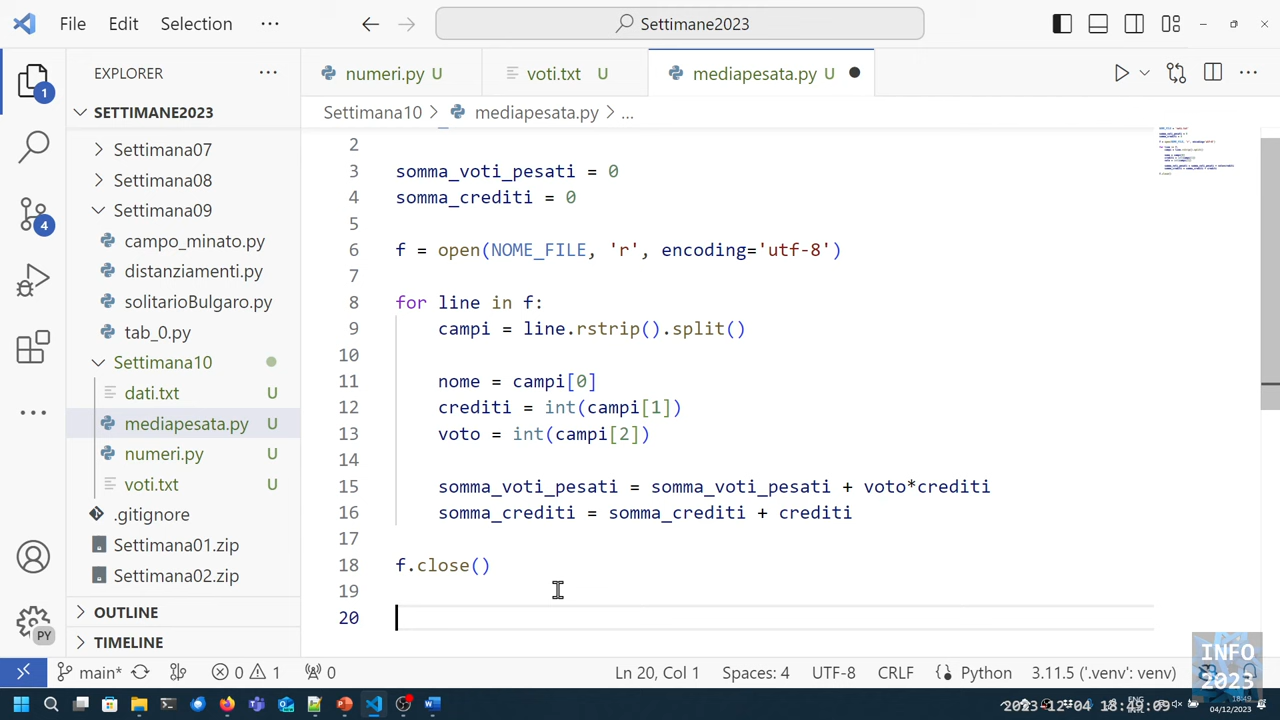 File Edit Selection ··· Settimane2023
EXPLORER ···
numeri.py U voti.txt U mediapesata.py U
SETTIMANE2023
Settimana10 > mediapesata.py > ...
Settimana07
Settimana08
Settimana09
campo_minato.py
distanziamenti.py
solitarioBulgaro.py
tab_0.py
Settimana10
dati.txt U
mediapesata.py U
numeri.py U
voti.txt U
.gitignore
Settimana01.zip
Settimana02.zip
OUTLINE
TIMELINE
1
4
PY
2
3 somma_voti_pesati = 0
4 somma_crediti = 0
5
6 f = open(NOME_FILE, 'r', encoding='utf-8')
7
8 for line in f:
9 campi = line.rstrip().split()
10
11 nome = campi[0]
12 crediti = int(campi[1])
13 voto = int(campi[2])
14
15 somma_voti_pesati = somma_voti_pesati + voto*crediti
16 somma_crediti = somma_crediti + crediti
17
18 f.close()
19
20
main* 0 1 0 Ln 20, Col 1 Spaces: 4 UTF-8 CRLF Python 3.11.5 ('.venv': venv)
INFO
2023
ENG
18:49
04/12/2023